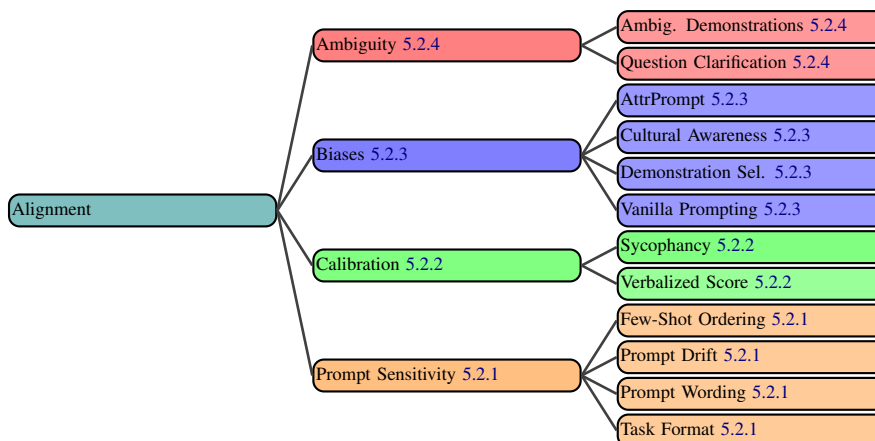 Alignment
Ambiguity 5.2.4
Ambig. Demonstrations 5.2.4
Question Clarification 5.2.4
Biases 5.2.3
AttrPrompt 5.2.3
Cultural Awareness 5.2.3
Demonstration Sel. 5.2.3
Vanilla Prompting 5.2.3
Calibration 5.2.2
Sycophancy 5.2.2
Verbalized Score 5.2.2
Prompt Sensitivity 5.2.1
Few-Shot Ordering 5.2.1
Prompt Drift 5.2.1
Prompt Wording 5.2.1
Task Format 5.2.1